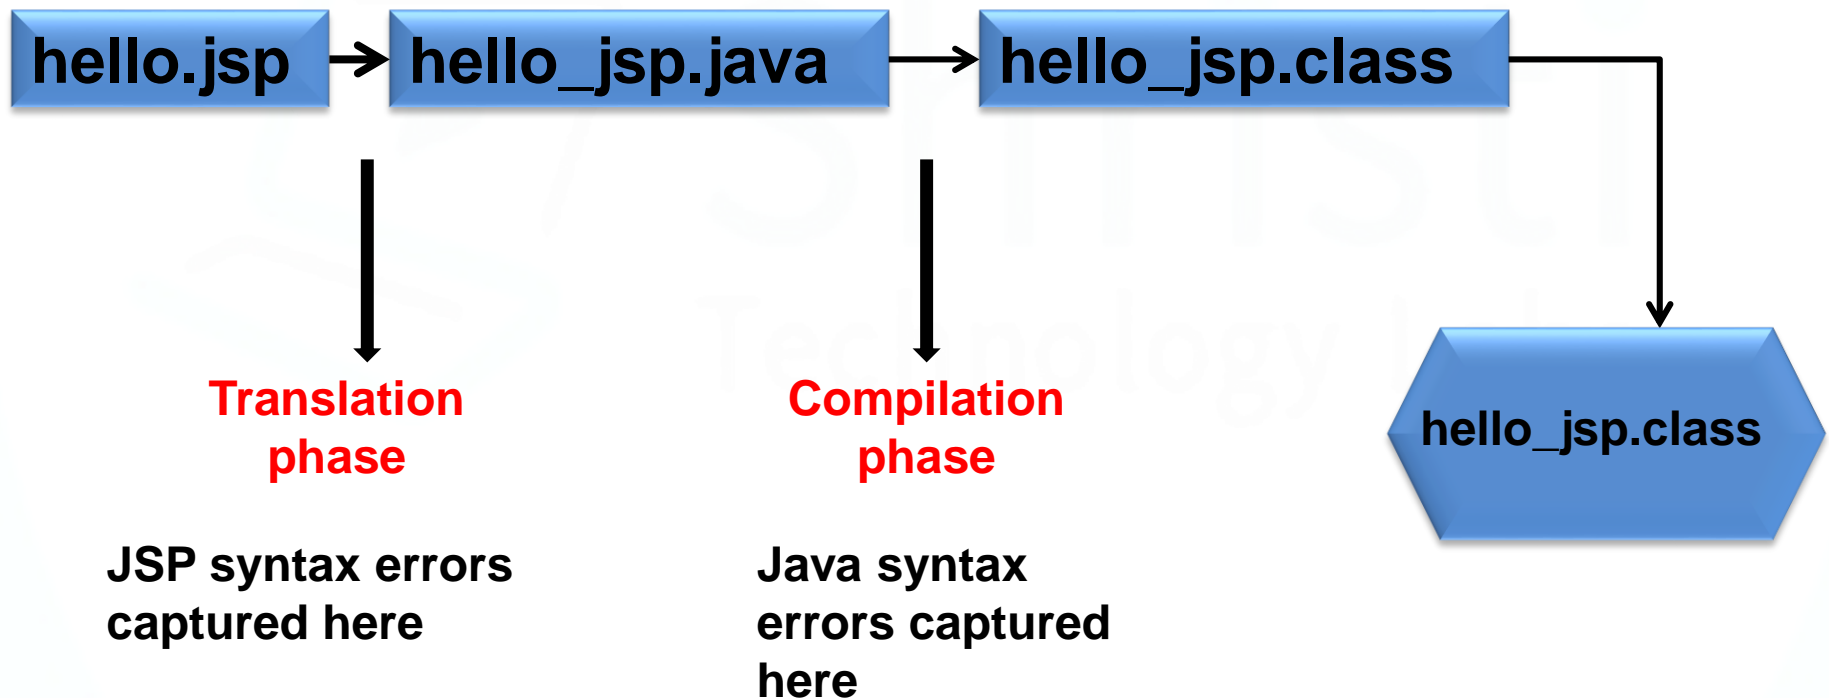 hello.jsp
hello_jsp.java
hello_jsp.class
Translation
phase
Compilation
phase
hello_jsp.class
JSP syntax errors
captured here
Java syntax
errors captured
here
Technology